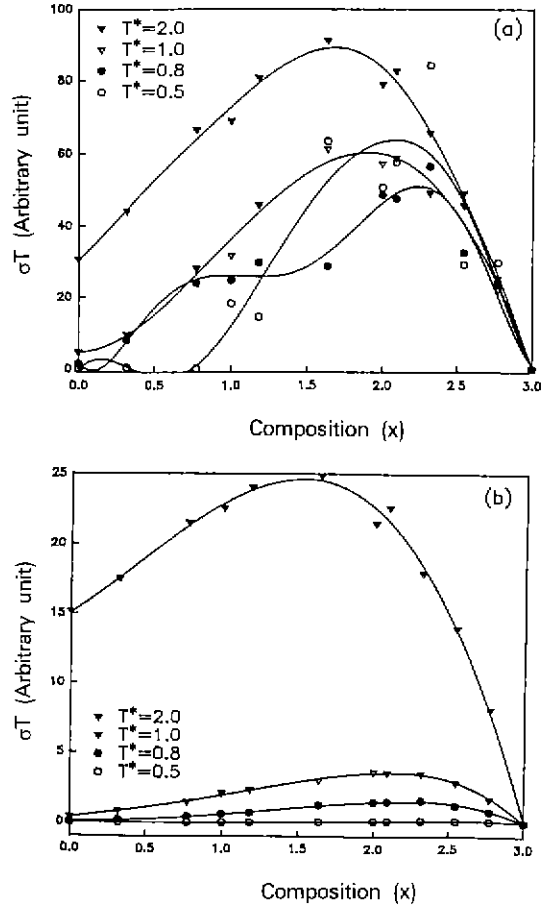 100
80
60
40
20
0
σT (Arbitrary unit)
T*=2.0
T*=1.0
T*=0.8
T*=0.5
(a)
0.0 0.5 1.0 1.5 2.0 2.5 3.0
Composition (x)
25
20
15
10
5
0
σT (Arbitrary unit)
(b)
T*=2.0
T*=1.0
T*=0.8
T*=0.5
0.0 0.5 1.0 1.5 2.0 2.5 3.0
Composition (x)